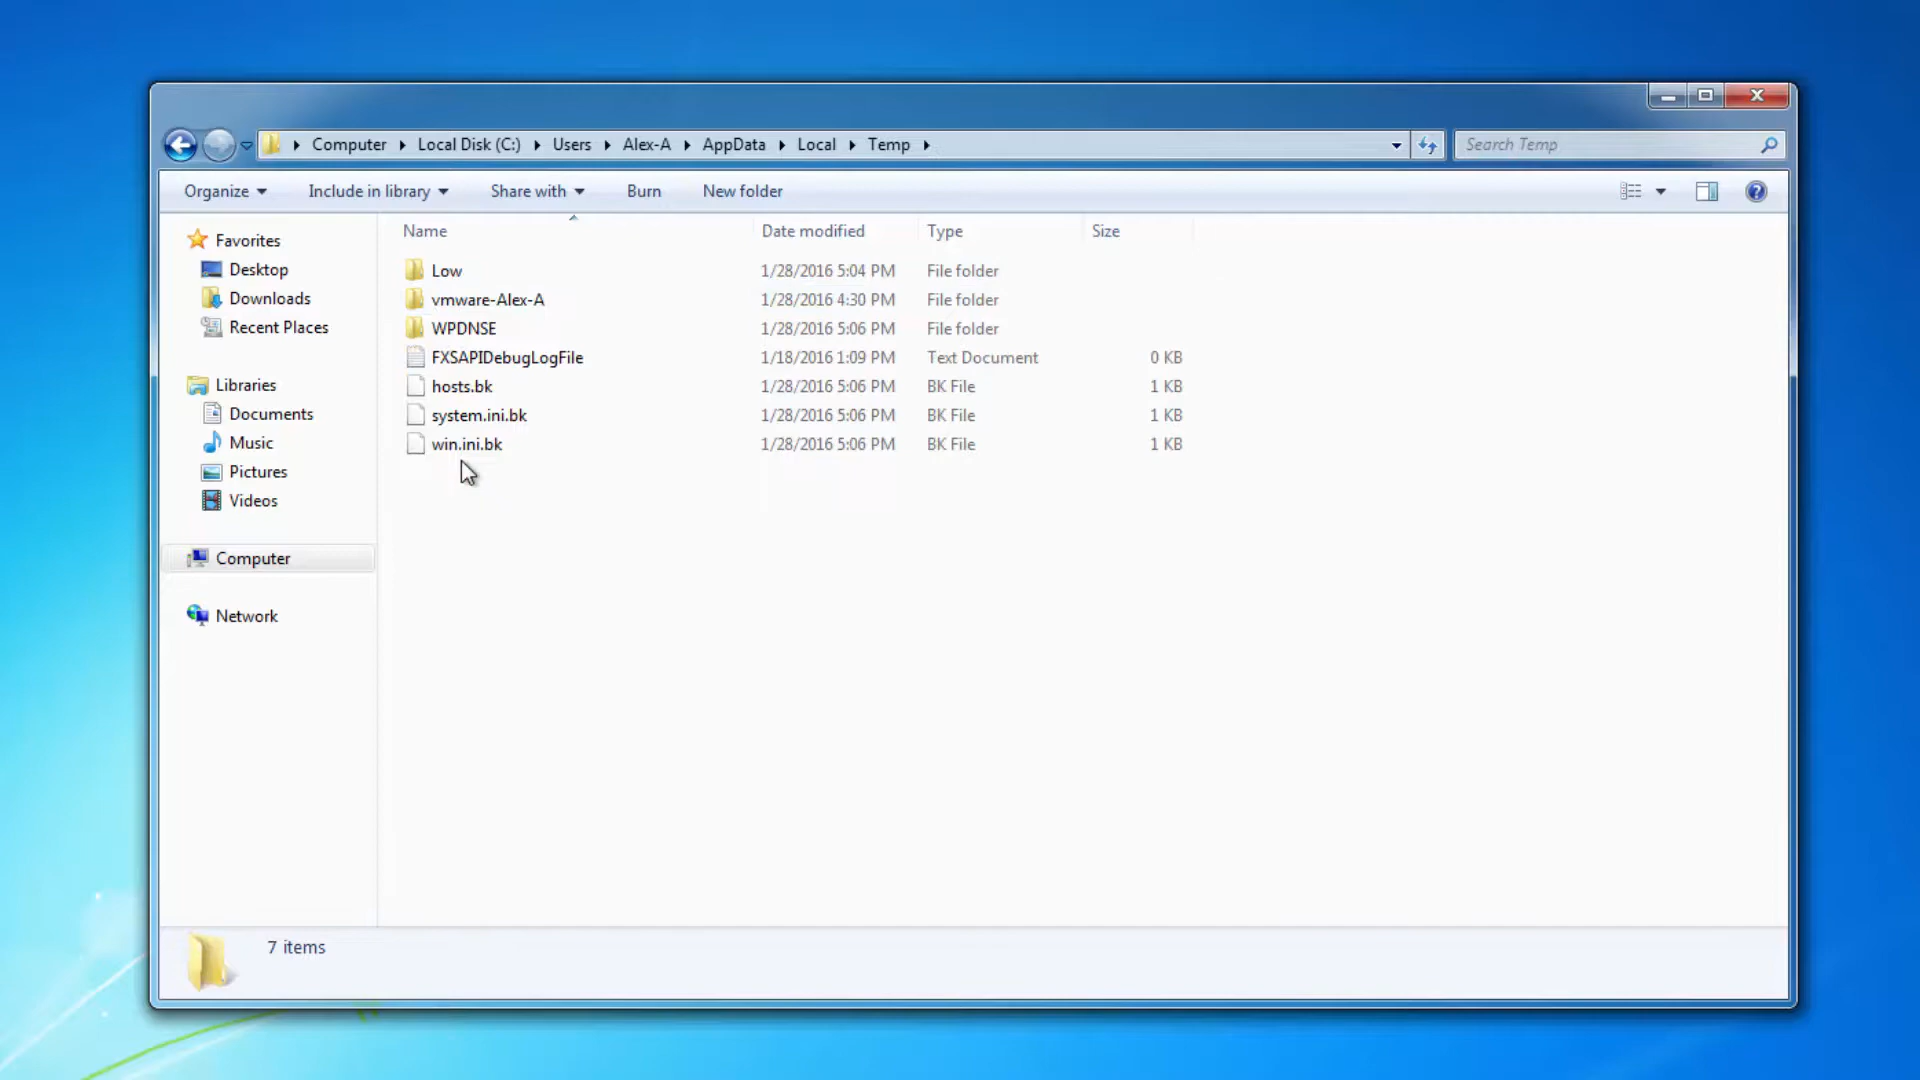 Computer Local Disk (C:) Users Alex-A AppData Local Temp Search Temp
Organize Include in library Share with Burn New folder
Favorites
Desktop
Downloads
Recent Places
Libraries
Documents
Music
Pictures
Videos
Computer
Network
Name Date modified Type Size
Low 1/28/2016 5:04 PM File folder
vmware-Alex-A 1/28/2016 4:30 PM File folder
WPDNSE 1/28/2016 5:06 PM File folder
FXSAPIDebugLogFile 1/18/2016 1:09 PM Text Document 0 KB
hosts.bk 1/28/2016 5:06 PM BK File 1 KB
system.ini.bk 1/28/2016 5:06 PM BK File 1 KB
win.ini.bk 1/28/2016 5:06 PM BK File 1 KB
7 items